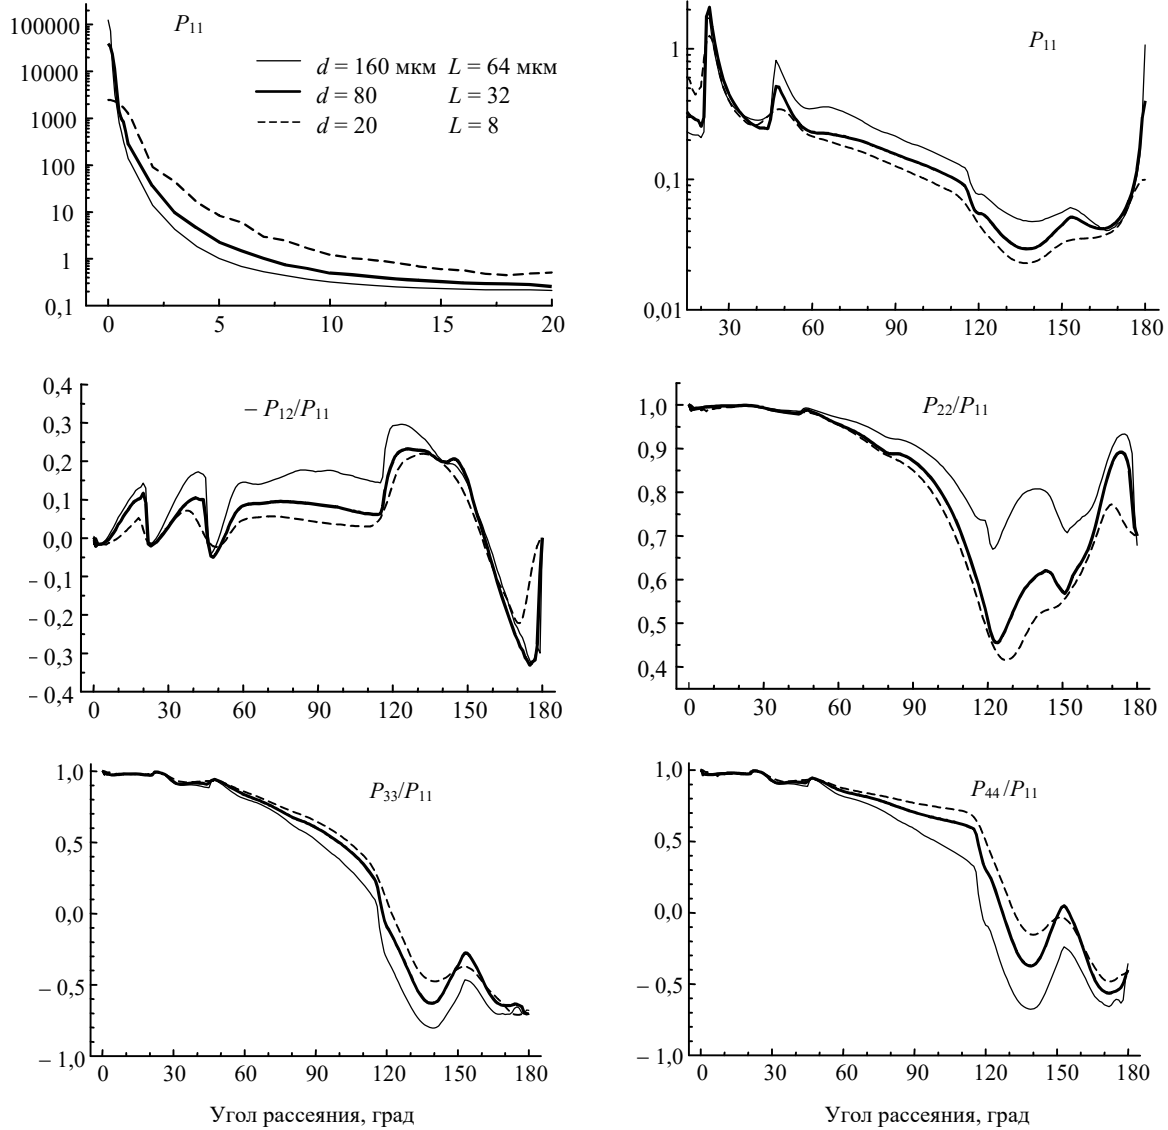 P11
100000
10000
1000
100
10
1
0,1
0 5 10 15 20
d = 160 мкм L = 64 мкм
d = 80 L = 32
d = 20 L = 8
P11
1
0,1
0,01
30 60 90 120 150 180
– P12/P11
0,4
0,3
0,2
0,1
0,0
– 0,1
– 0,2
– 0,3
– 0,4
0 30 60 90 120 150 180
P22/P11
1,0
0,9
0,8
0,7
0,6
0,5
0,4
0 30 60 90 120 150 180
P33/P11
1,0
0,5
0,0
– 0,5
– 1,0
0 30 60 90 120 150 180
Угол рассеяния, град
P44 /P11
1,0
0,5
0,0
– 0,5
– 1,0
0 30 60 90 120 150 180
Угол рассеяния, град